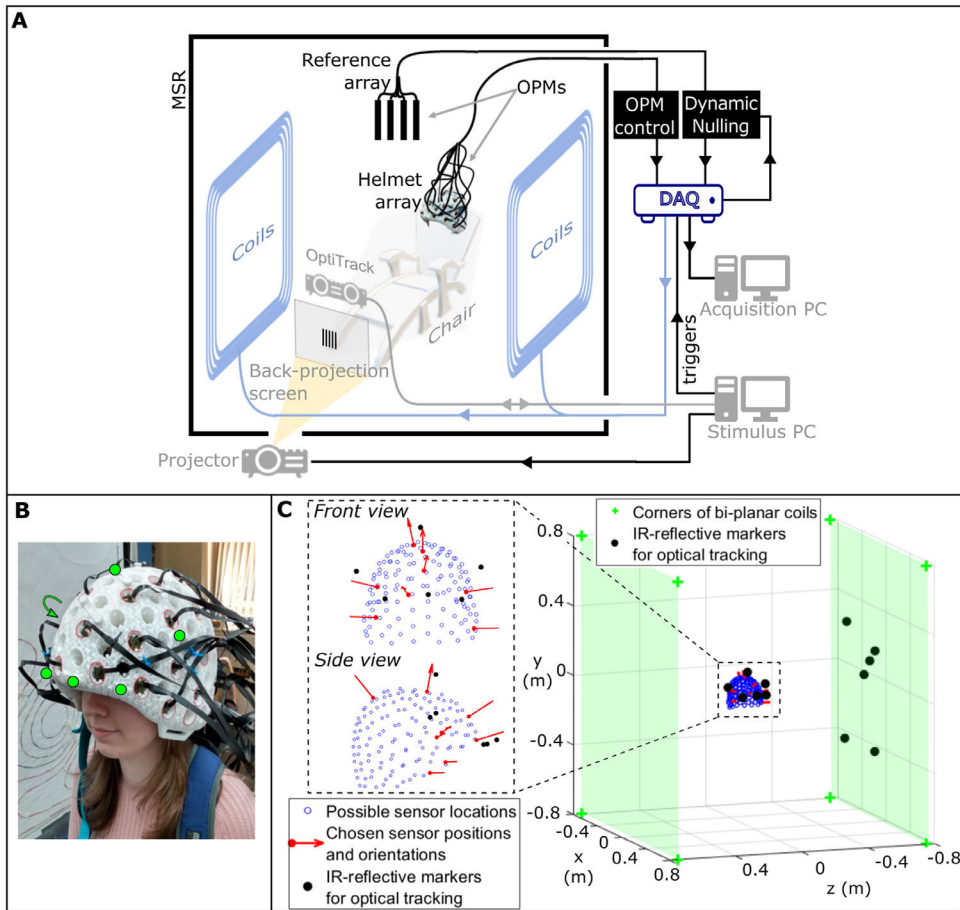 A
MSR
Reference
array
OPMs
Helmet
array
Coils
Coils
OptiTrack
Chair
Back-projection
screen
Projector
OPM
control
Dynamic
Nulling
DAQ
Acquisition PC
triggers
Stimulus PC
B
C
Front view
Side view
Possible sensor locations
Chosen sensor positions
and orientations
IR-reflective markers
for optical tracking
Corners of bi-planar coils
IR-reflective markers
for optical tracking
0.8
0.4
y
(m)
0
-0.4
-0.8
-0.4
0
0.4
0.8
x
(m)
0.4
0
-0.4
-0.8
z (m)